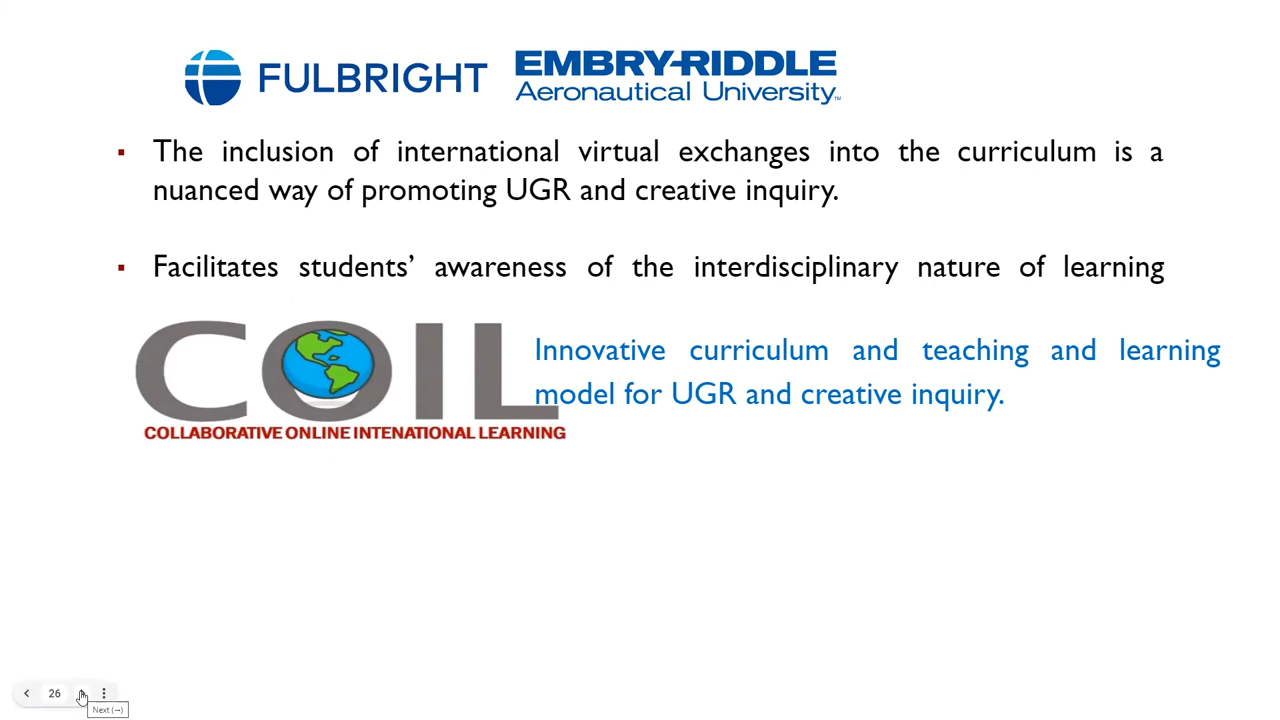 FULBRIGHT
EMBRY-RIDDLE
Aeronautical University™
▪ The inclusion of international virtual exchanges into the curriculum is a
nuanced way of promoting UGR and creative inquiry.
▪ Facilitates students’ awareness of the interdisciplinary nature of learning
COIL
COLLABORATIVE ONLINE INTENATIONAL LEARNING
Innovative curriculum and teaching and learning
model for UGR and creative inquiry.
26
Next (→)